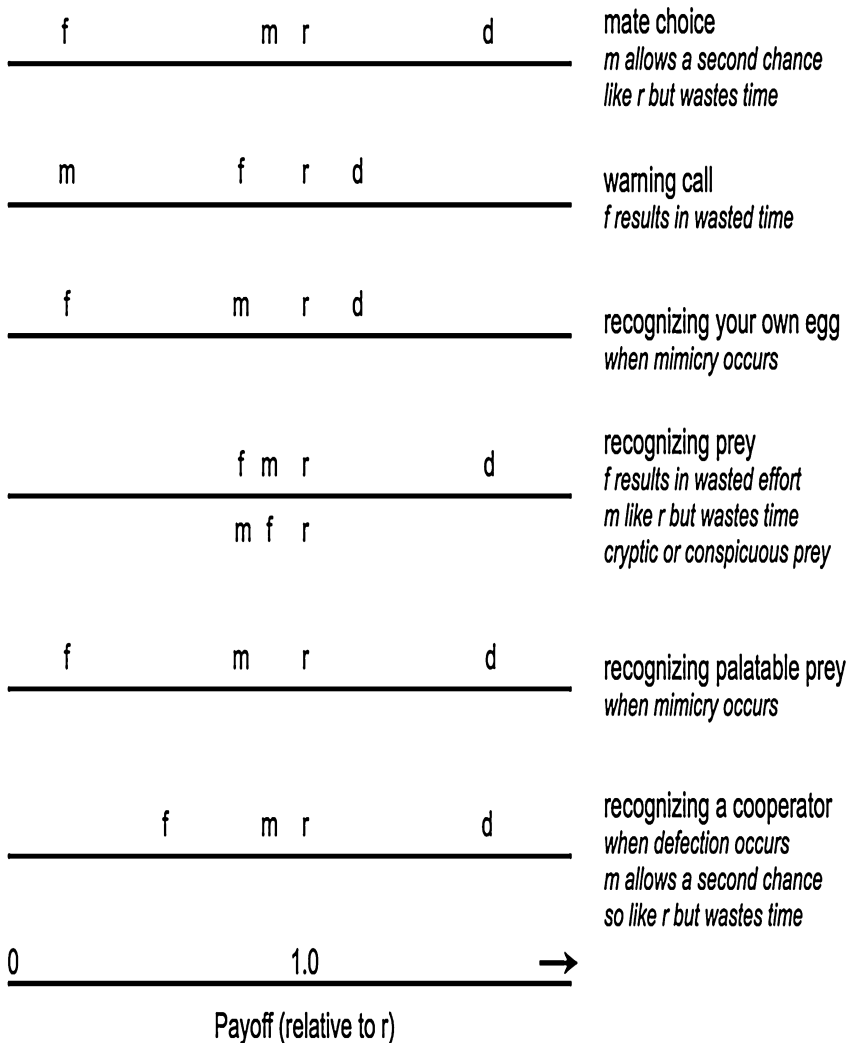 f m r d
mate choice
m allows a second chance
like r but wastes time
m f r d
warning call
f results in wasted time
f m r d
recognizing your own egg
when mimicry occurs
f m r d
recognizing prey
f results in wasted effort
m f r
m like r but wastes time
cryptic or conspicuous prey
f m r d
recognizing palatable prey
when mimicry occurs
f m r d
recognizing a cooperator
when defection occurs
m allows a second chance
so like r but wastes time
0 1.0
Payoff (relative to r)